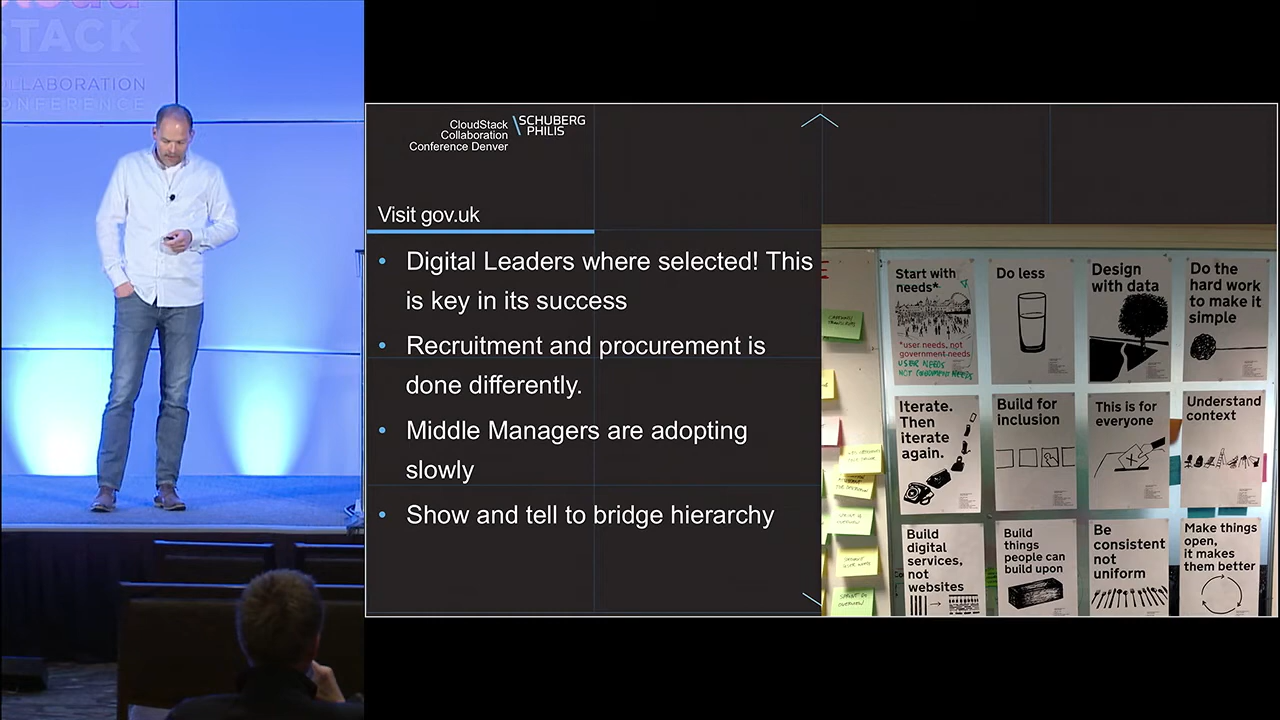 STACK
COLLABORATION
CONFERENCE
CloudStack
Collaboration
Conference Denver
SCHUBERG
PHILIS
Visit gov.uk
• Digital Leaders where selected! This
is key in its success
• Recruitment and procurement is
done differently.
• Middle Managers are adopting
slowly
• Show and tell to bridge hierarchy
Start with
needs*
*user needs, not
government needs
USER NEEDS
NOT GOVERNMENT NEEDS
Do less
Design
with data
Do the
hard work
to make it
simple
Iterate.
Then
iterate
again.
Build for
inclusion
This is for
everyone
Understand
context
Build
digital
services,
not
websites
Build
things
people can
build upon
Be
consistent
not
uniform
Make things
open,
it makes
them better